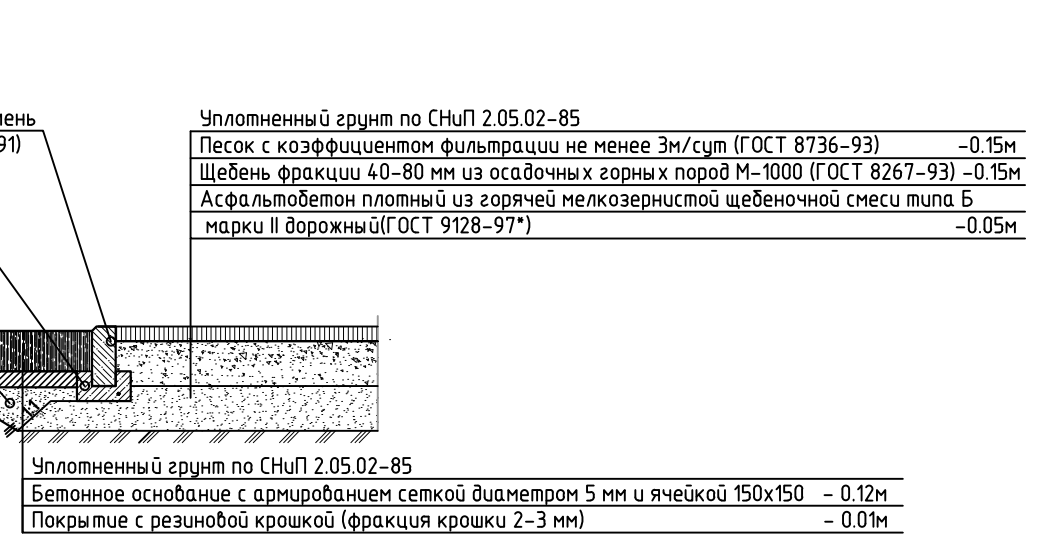 Уплотненный грунт по СНиП 2.05.02-85
Песок с коэффициентом фильтрации не менее 3м/сут (ГОСТ 8736-93) -0.15м
Щебень фракции 40-80 мм из осадочных горных пород М-1000 (ГОСТ 8267-93) -0.15м
Асфальтобетон плотный из горячей мелкозернистой щебеночной смеси типа Б
марки II дорожный(ГОСТ 9128-97*) -0.05м
1:1
Уплотненный грунт по СНиП 2.05.02-85
Бетонное основание с армированием сеткой диаметром 5 мм и ячейкой 150х150 - 0.12м
Покрытие с резиновой крошкой (фракция крошки 2-3 мм) - 0.01м